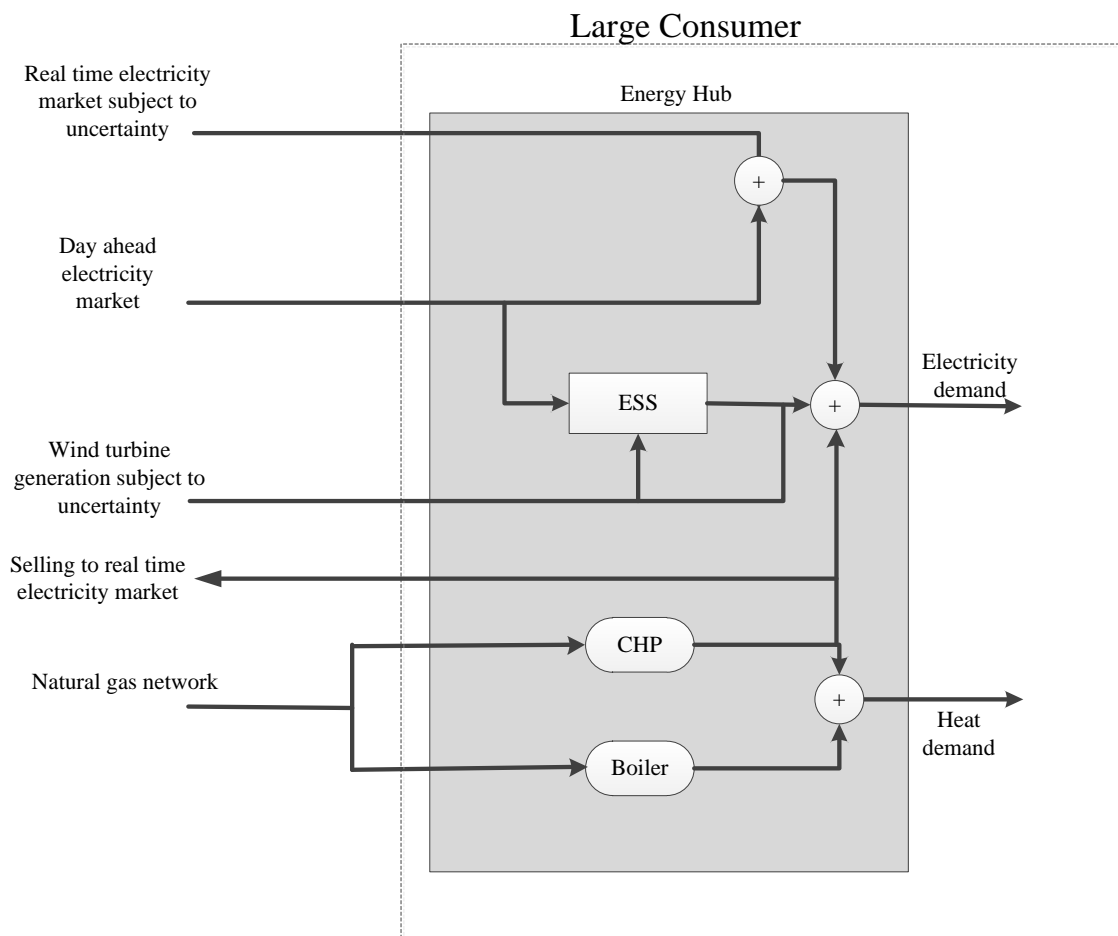 Large Consumer
Real time electricity
market subject to
uncertainty
Energy Hub
+
Day ahead
electricity
market
ESS
+
Electricity
demand
Wind turbine
generation subject to
uncertainty
Selling to real time
electricity market
CHP
Natural gas network
+
Heat
demand
Boiler